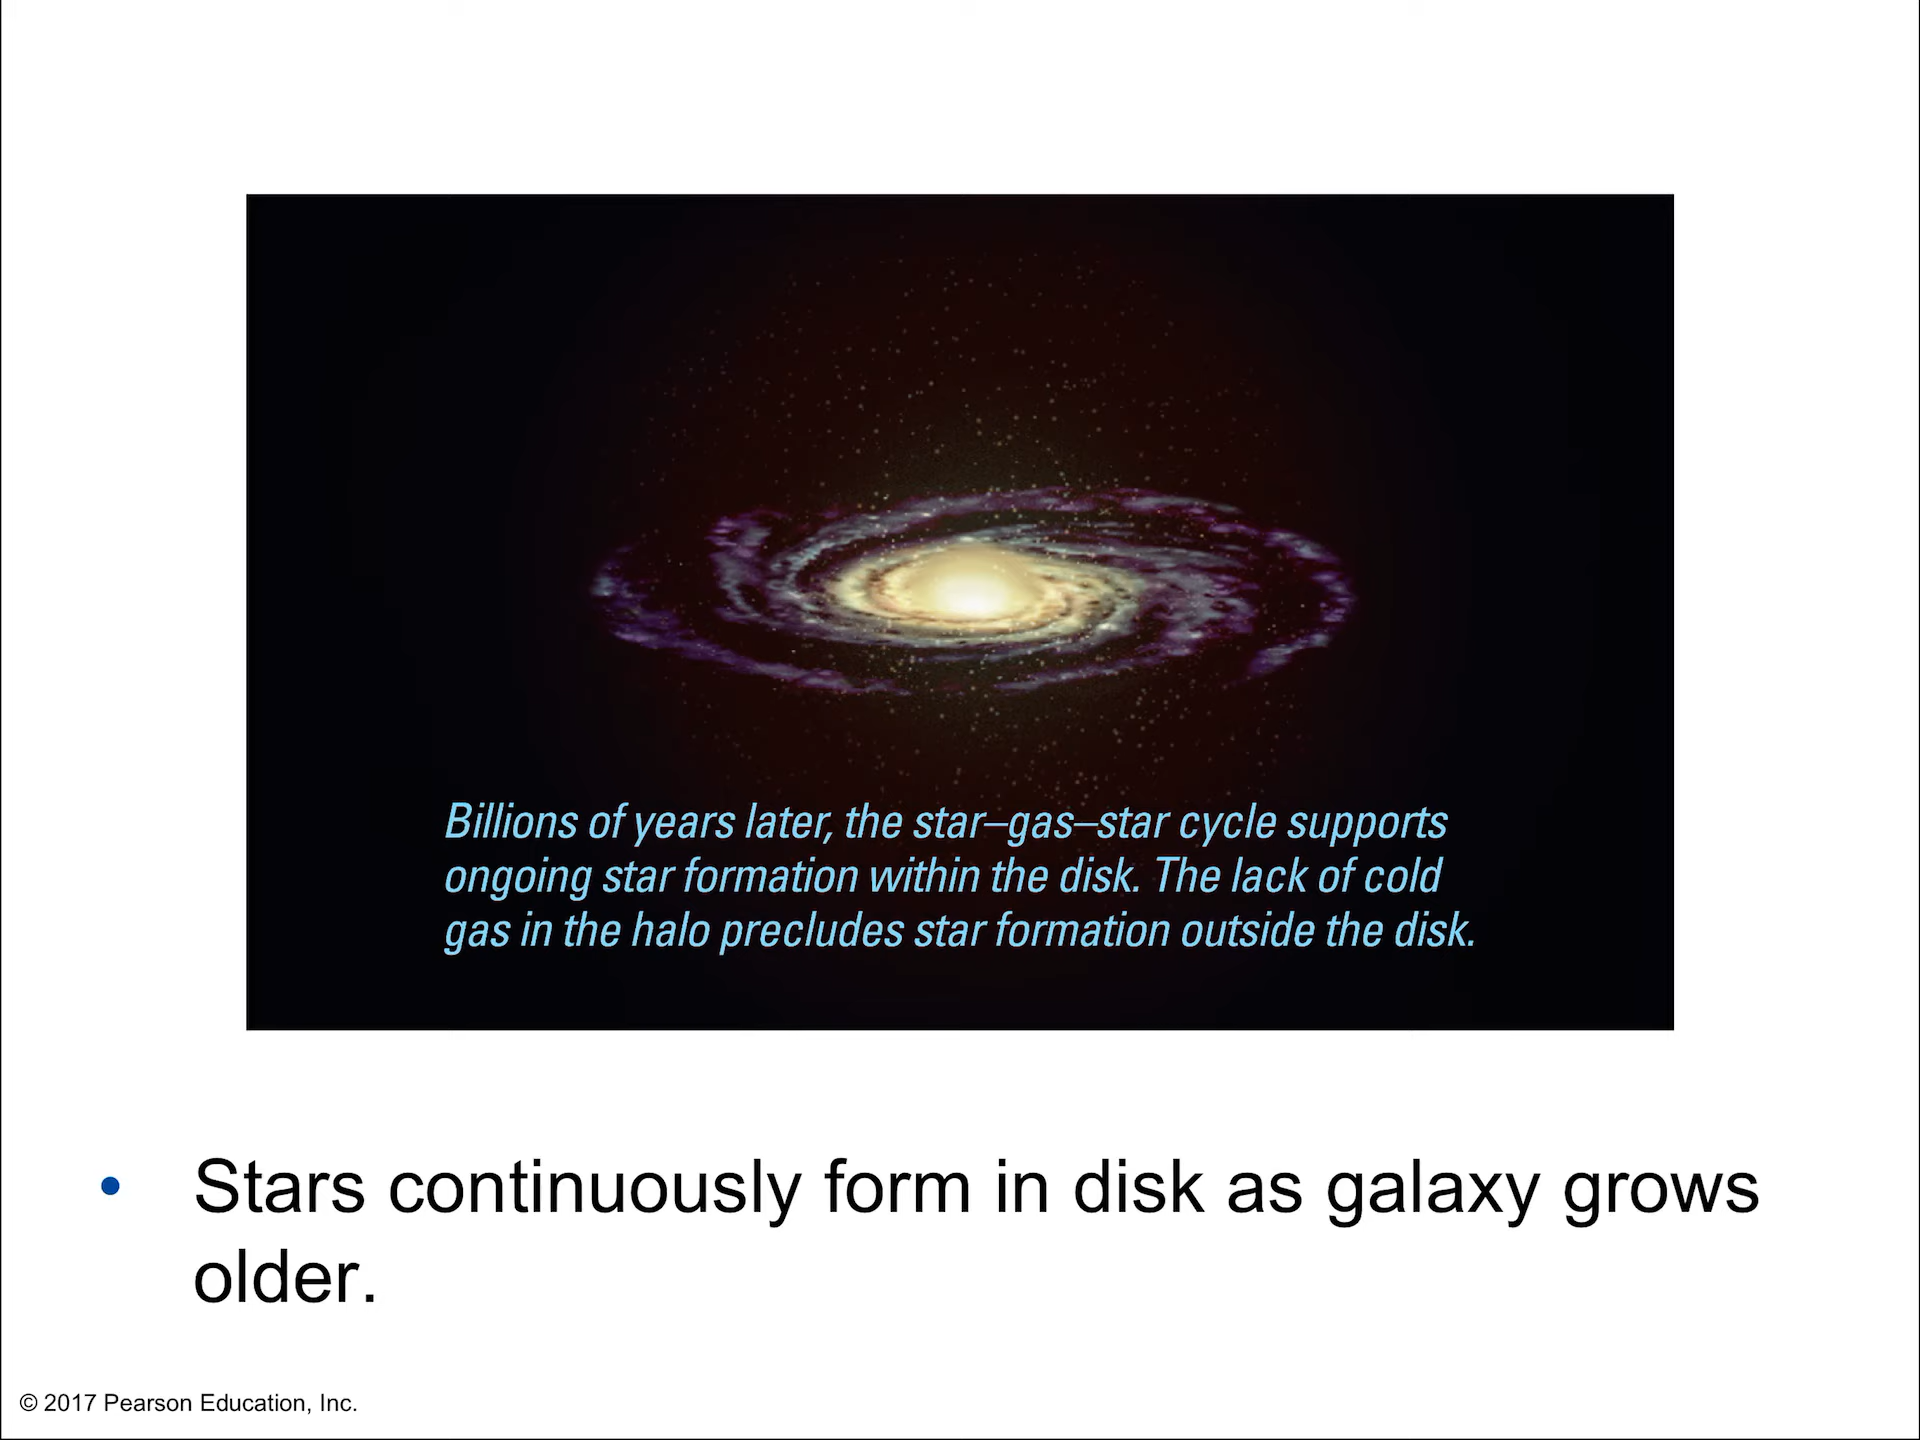 Billions of years later, the star–gas–star cycle supports
ongoing star formation within the disk. The lack of cold
gas in the halo precludes star formation outside the disk.
• Stars continuously form in disk as galaxy grows
older.
© 2017 Pearson Education, Inc.